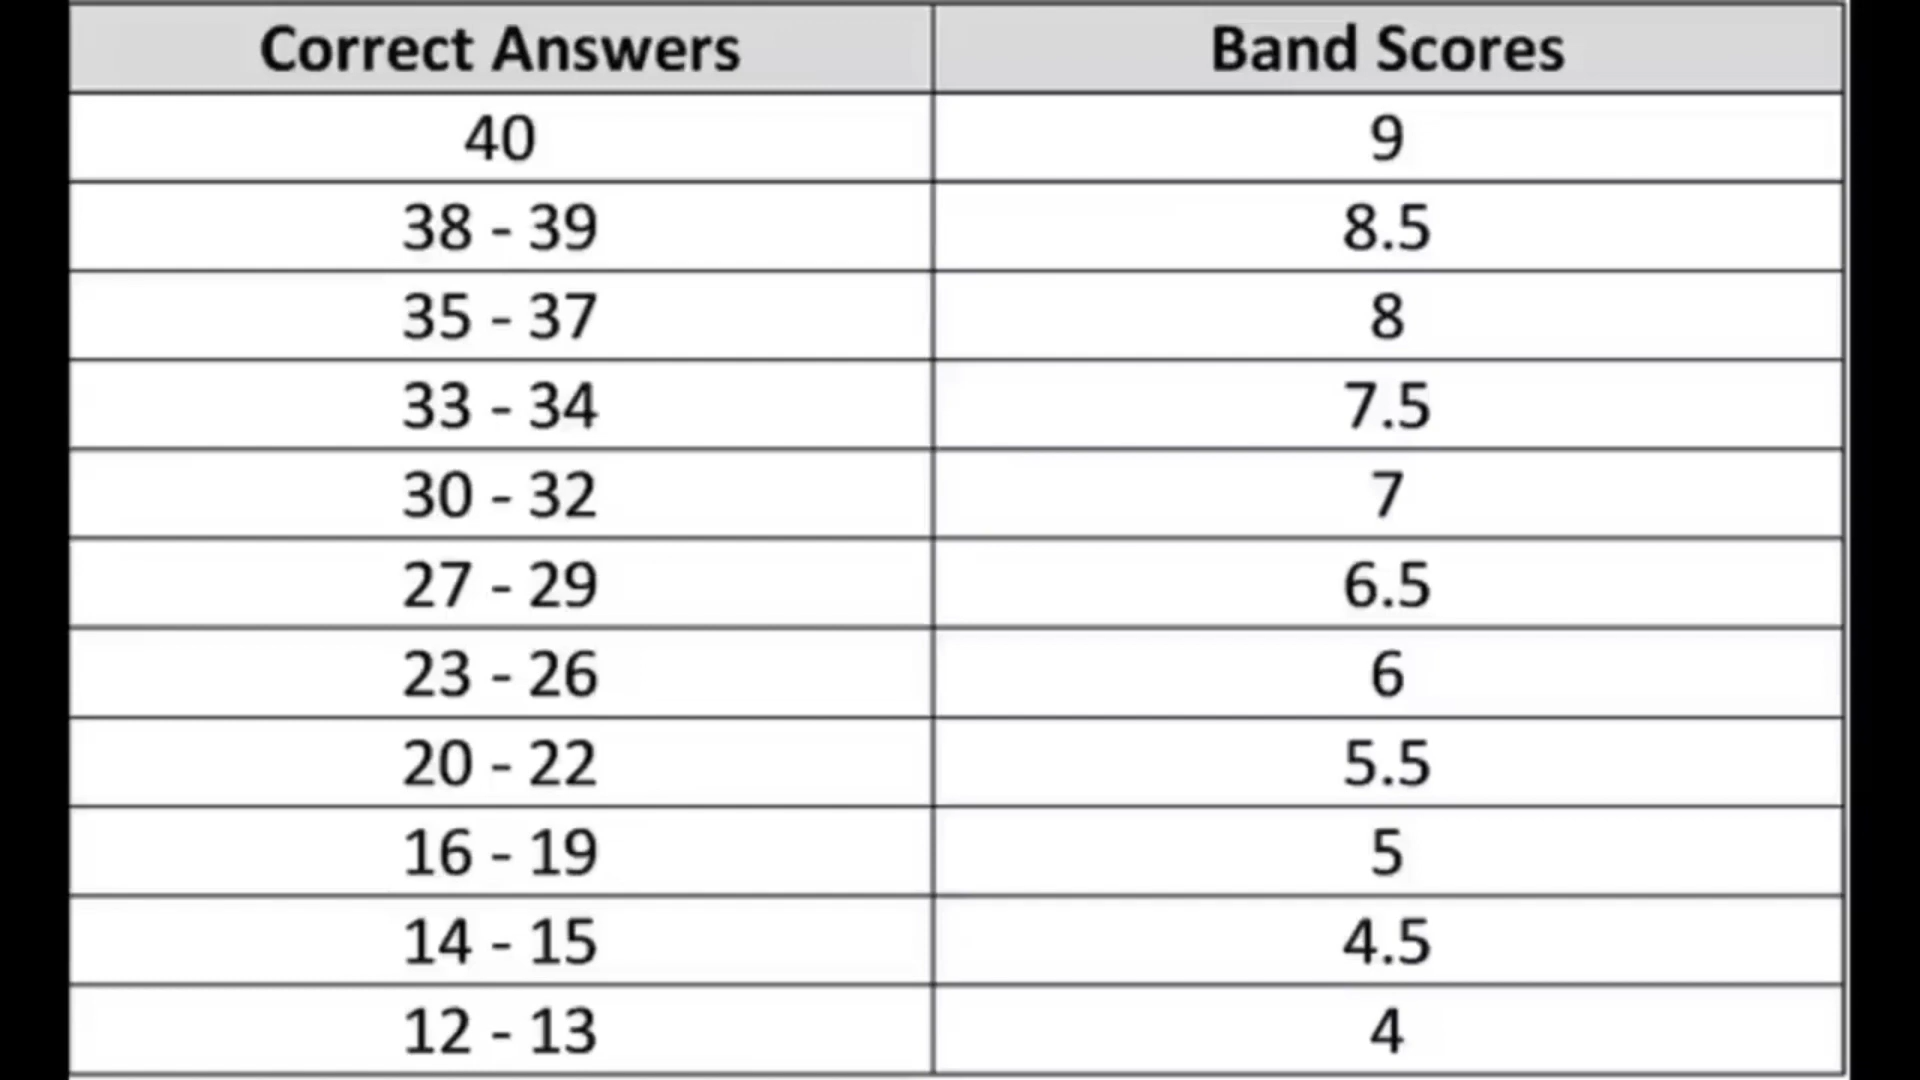 Correct Answers Band Scores
40 9
38 - 39 8.5
35 - 37 8
33 - 34 7.5
30 - 32 7
27 - 29 6.5
23 - 26 6
20 - 22 5.5
16 - 19 5
14 - 15 4.5
12 - 13 4